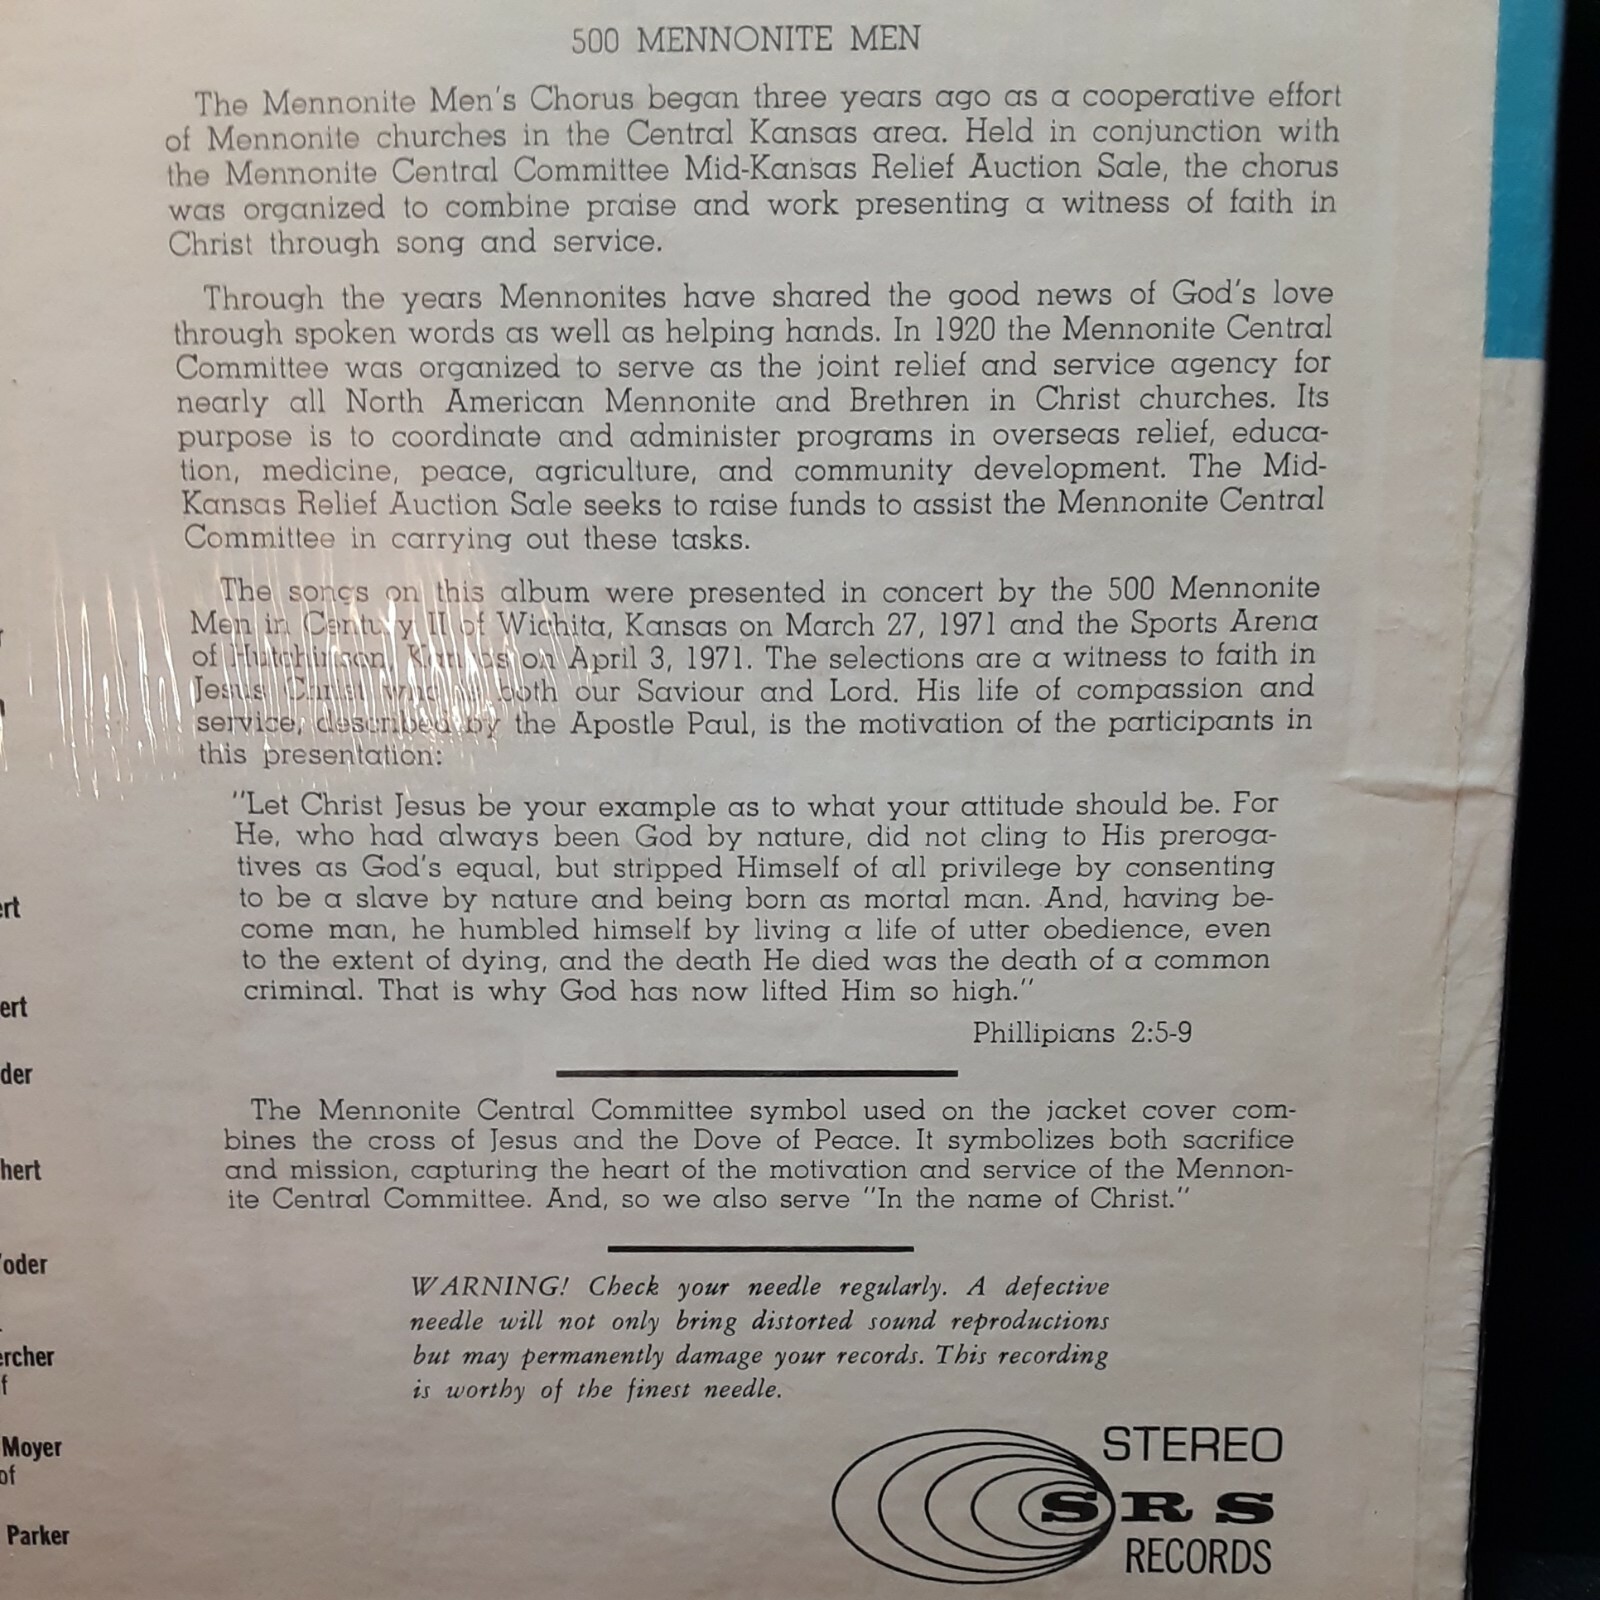 500 MENNONITE MEN
The Mennonite Men's Chorus began three years ago as a cooperative effort
of Mennonite churches in the Central Kansas area. Held in conjunction with
the Mennonite Central Committee Mid-Kansas Relief Auction Sale, the chorus
was organized to combine praise and work presenting a witness of faith in
Christ through song and service.
Through the years Mennonites have shared the good news of God's love
through spoken words as well as helping hands. In 1920 the Mennonite Central
Committee was organized to serve as the joint relief and service agency for
nearly all North American Mennonite and Brethren in Christ churches. Its
purpose is to coordinate and administer programs in overseas relief, educa-
tion, medicine, peace, agriculture, and community development. The Mid-
Kansas Relief Auction Sale seeks to raise funds to assist the Mennonite Central
Committee in carrying out these tasks.
The songs on this album were presented in concert by the 500 Mennonite
Men in Century II of Wichita, Kansas on March 27, 1971 and the Sports Arena
of Hutchinson, Kansas on April 3, 1971. The selections are a witness to faith in
Jesus Christ who is both our Saviour and Lord. His life of compassion and
service, described by the Apostle Paul, is the motivation of the participants in
this presentation:
"Let Christ Jesus be your example as to what your attitude should be. For
He, who had always been God by nature, did not cling to His preroga-
tives as God's equal, but stripped Himself of all privilege by consenting
to be a slave by nature and being born as mortal man. And, having be-
come man, he humbled himself by living a life of utter obedience, even
to the extent of dying, and the death He died was the death of a common
criminal. That is why God has now lifted Him so high."
Phillipians 2:5-9
The Mennonite Central Committee symbol used on the jacket cover com-
bines the cross of Jesus and the Dove of Peace. It symbolizes both sacrifice
and mission, capturing the heart of the motivation and service of the Mennon-
ite Central Committee. And, so we also serve "In the name of Christ."
WARNING! Check your needle regularly. A defective
needle will not only bring distorted sound reproductions
but may permanently damage your records. This recording
is worthy of the finest needle.
STEREO
SRS
RECORDS
ert
ert
der
hert
oder
ercher
f
Moyer
of
Parker